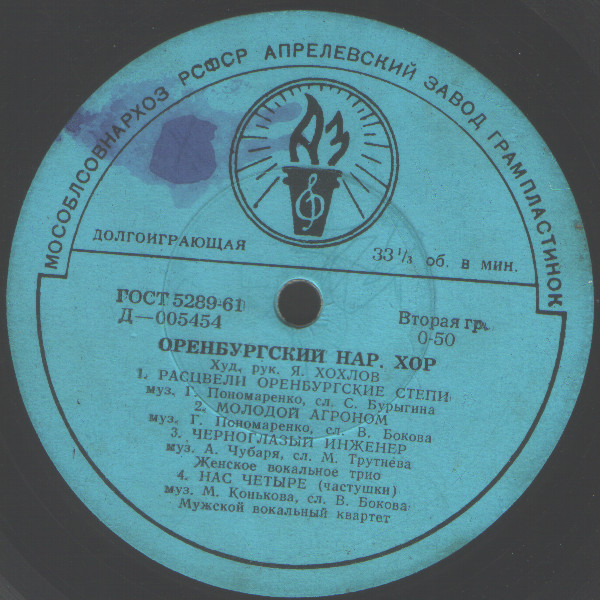 МОСОБЛСОВНАРХОЗ РСФСР АПРЕЛЕВСКИЙ ЗАВОД ГРАМПЛАСТИНОК
АЗ
ДОЛГОИГРАЮЩАЯ
33 1/3 об. в мин.
ГОСТ 5289-61
Д—005454
Вторая гр.
0-50
ОРЕНБУРГСКИЙ НАР. ХОР
Худ. рук. Я. ХОХЛОВ
1. РАСЦВЕЛИ ОРЕНБУРГСКИЕ СТЕПИ
муз. Г. Пономаренко, сл. С. Бурыгина
2. МОЛОДОЙ АГРОНОМ
муз. Г. Пономаренко, сл. В. Бокова
3. ЧЕРНОГЛАЗЫЙ ИНЖЕНЕР
муз. А. Чубаря, сл. М. Трутнева
Женское вокальное трио
4. НАС ЧЕТЫРЕ (частушки)
муз. М. Конькова, сл. В. Бокова
Мужской вокальный квартет